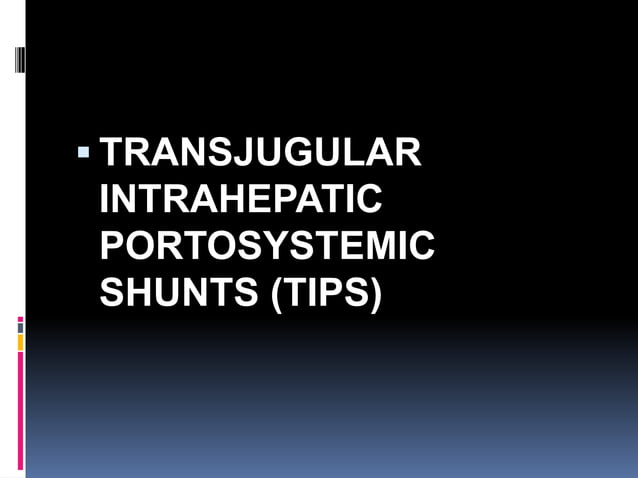 ▪ TRANSJUGULAR
INTRAHEPATIC
PORTOSYSTEMIC
SHUNTS (TIPS)